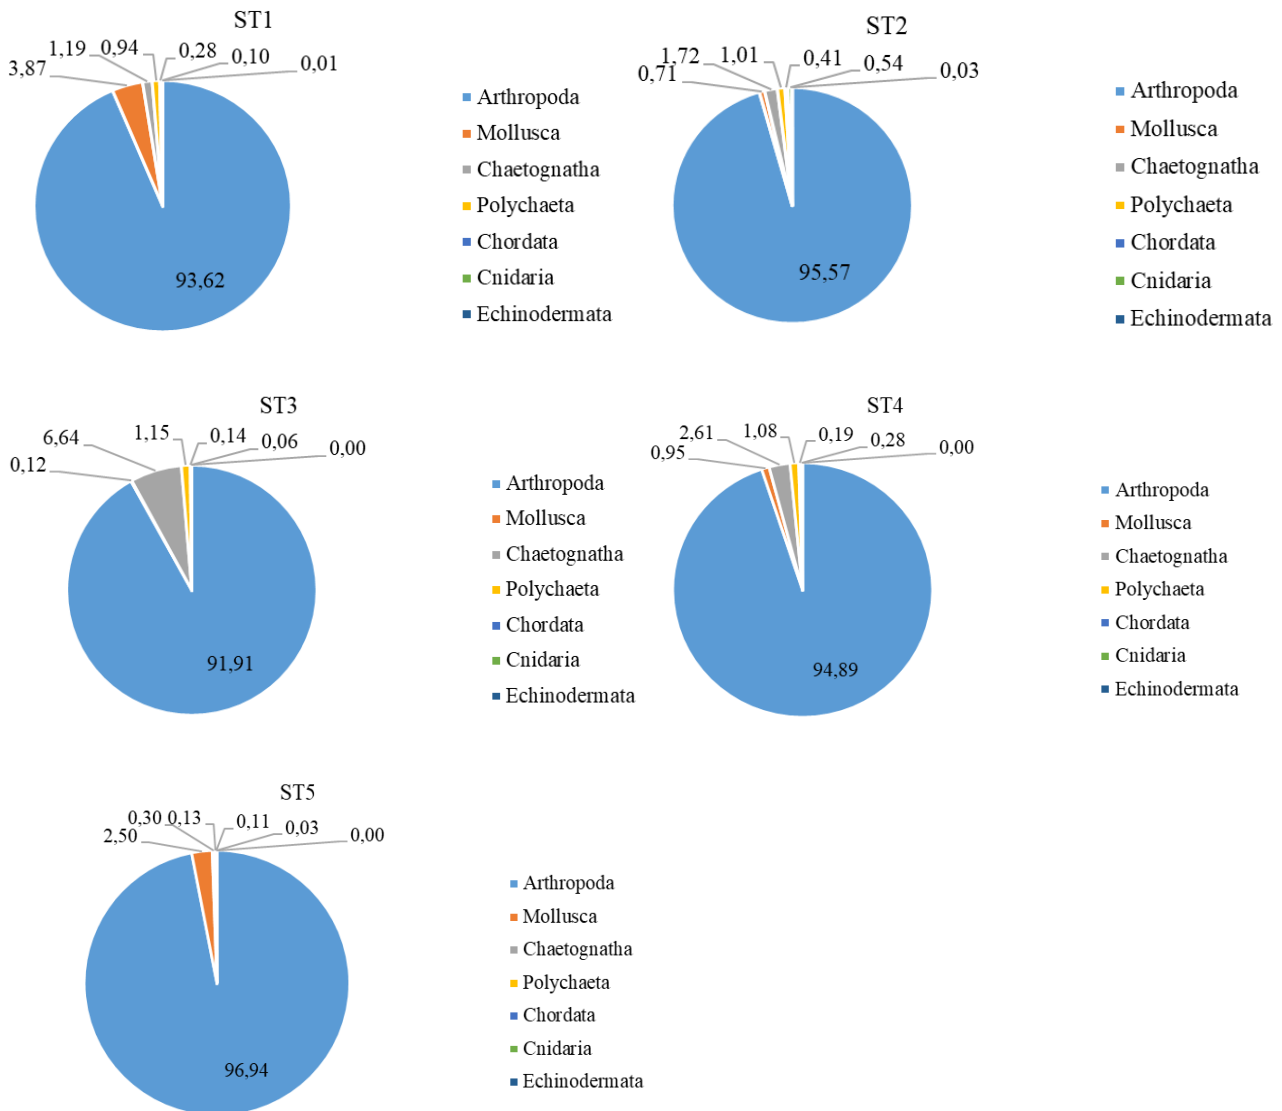 ST1
3,87
1,19
0,94
0,28
0,10
0,01
93,62
Arthropoda
Mollusca
Chaetognatha
Polychaeta
Chordata
Cnidaria
Echinodermata
ST2
0,71
1,72
1,01
0,41
0,54
0,03
95,57
Arthropoda
Mollusca
Chaetognatha
Polychaeta
Chordata
Cnidaria
Echinodermata
ST3
0,12
6,64
1,15
0,14
0,06
0,00
91,91
Arthropoda
Mollusca
Chaetognatha
Polychaeta
Chordata
Cnidaria
Echinodermata
ST4
0,95
2,61
1,08
0,19
0,28
0,00
94,89
Arthropoda
Mollusca
Chaetognatha
Polychaeta
Chordata
Cnidaria
Echinodermata
ST5
2,50
0,30
0,13
0,11
0,03
0,00
96,94
Arthropoda
Mollusca
Chaetognatha
Polychaeta
Chordata
Cnidaria
Echinodermata